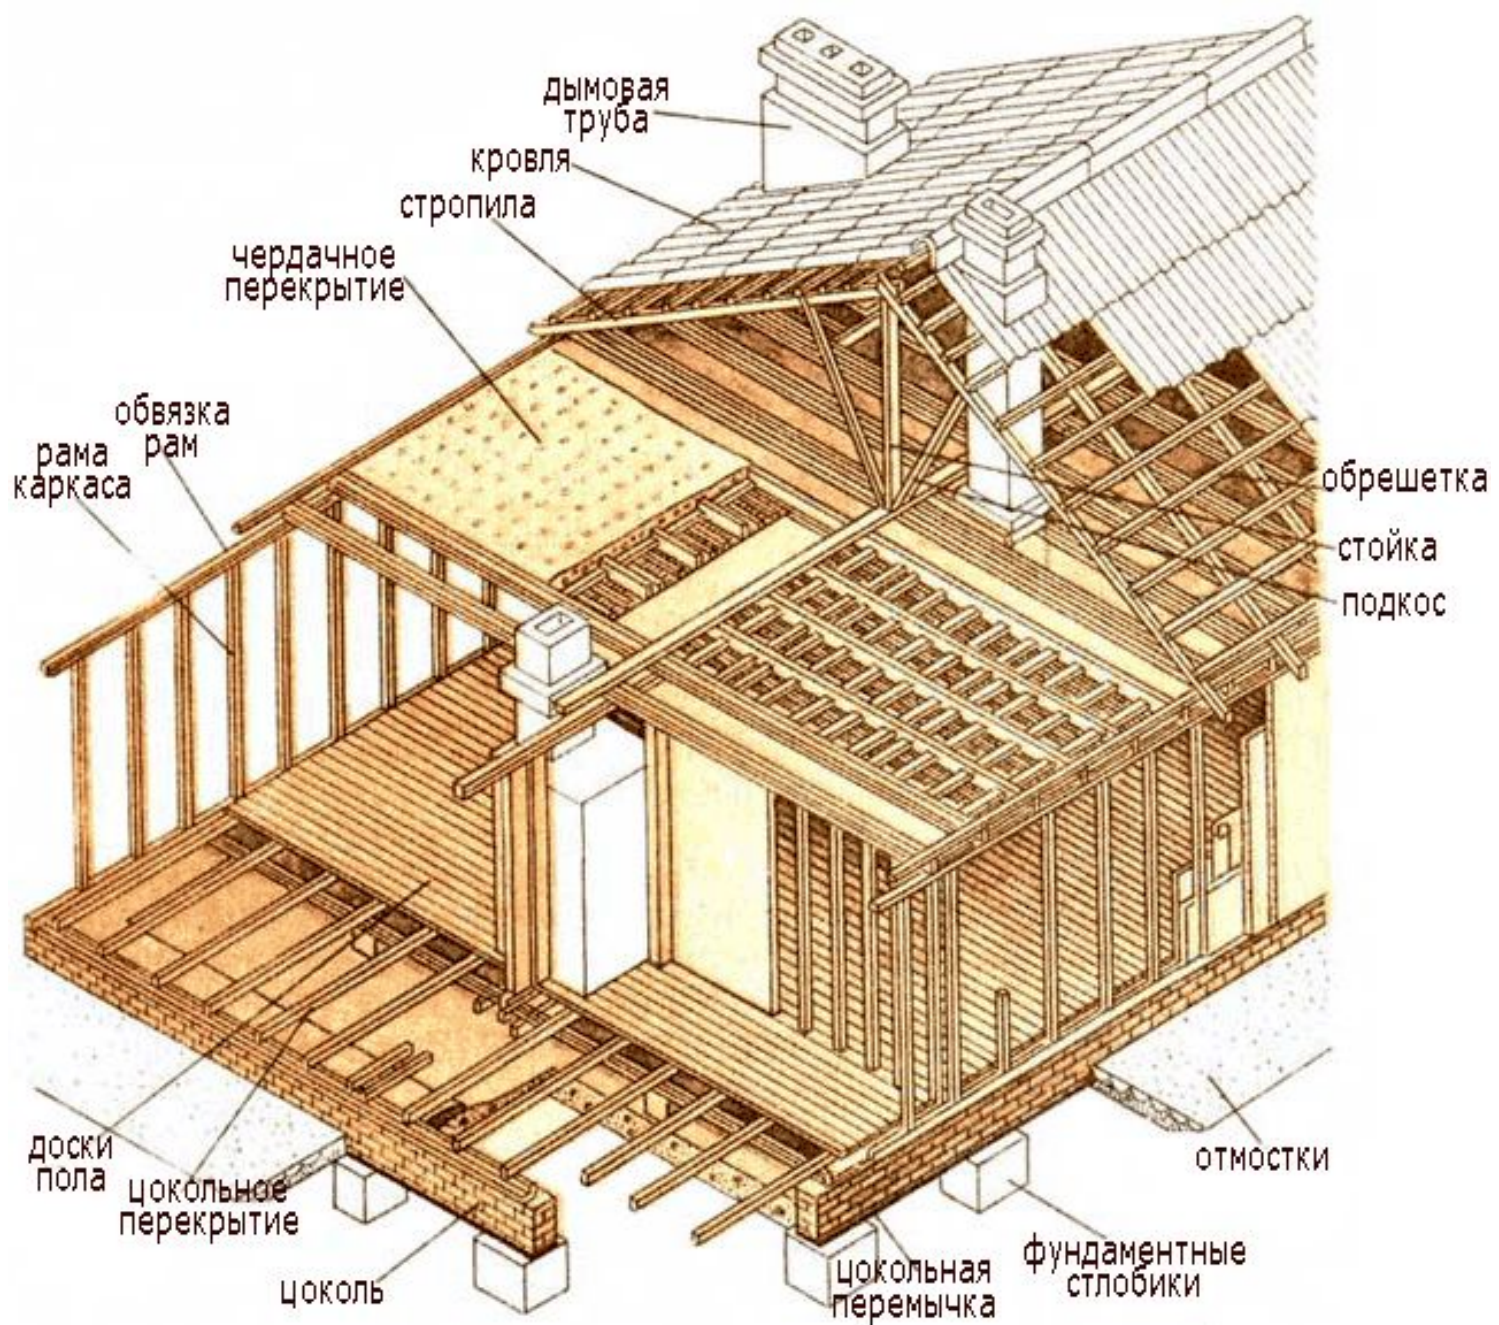 дымовая
труба
кровля
стропила
чердачное
перекрытие
обвязка
рам
рама
каркаса
обрешетка
стойка
подкос
доски
пола
цокольное
перекрытие
цоколь
отмостки
фундаментные
стлобики
цокольная
перемычка